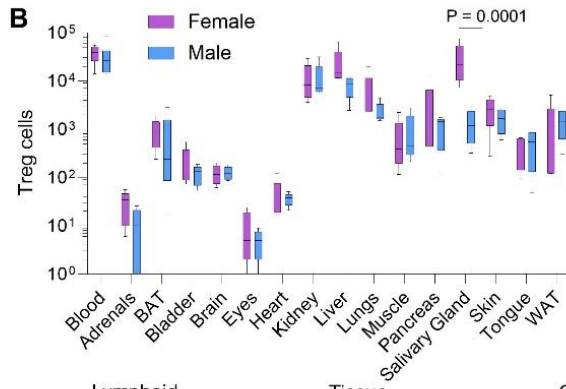 B
Female
Male
P = 0.0001
Treg cells
10⁵
10⁴
10³
10²
10¹
10⁰
Blood
Adrenals
BAT
Bladder
Brain
Eyes
Heart
Kidney
Liver
Lungs
Muscle
Pancreas
Salivary Gland
Skin
Tongue
WAT
Lymphoid
Tissue